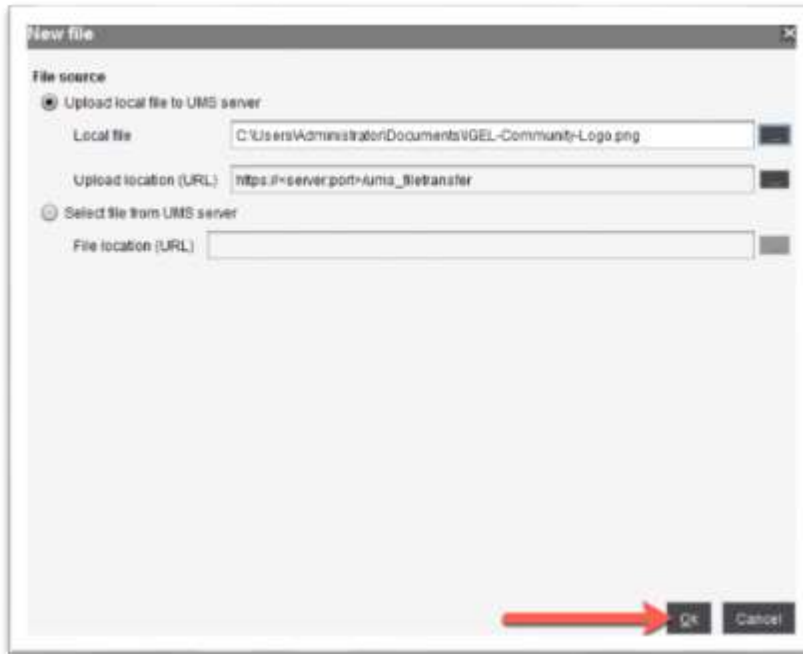 New file
File source
Upload local file to UMS server
Local file C:\Users\Administrator\Documents\IGEL-Community-Logo.png ...
Upload location (URL) https://<server:port>/ums_filetransfer ...
Select file from UMS server
File location (URL) ...
Ok Cancel